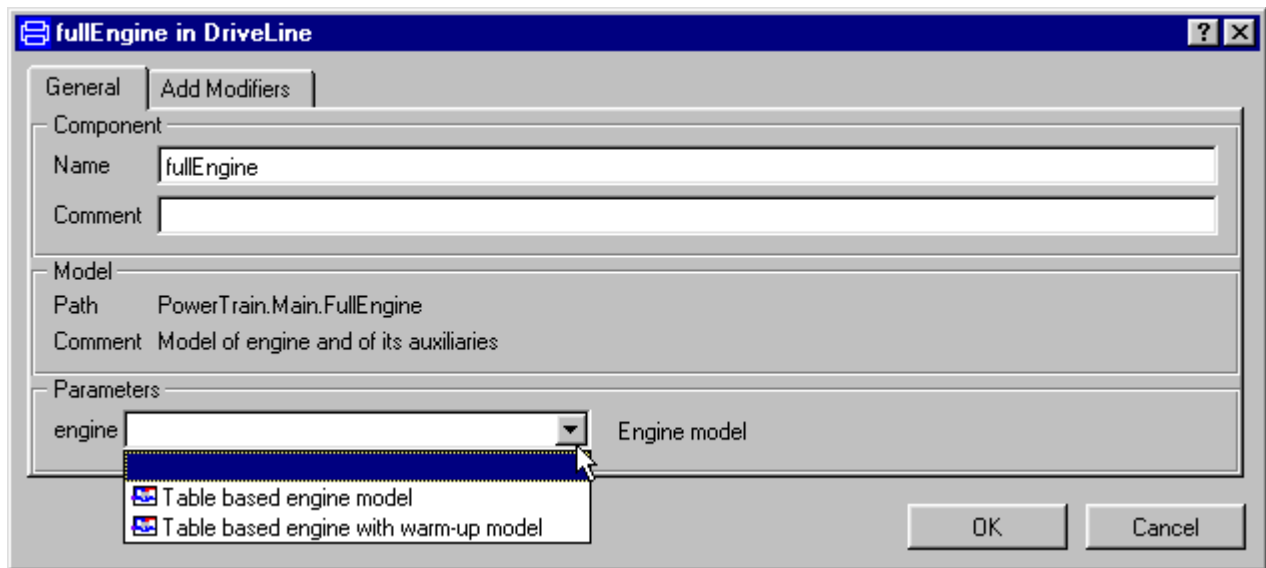 fullEngine in DriveLine
General Add Modifiers
Component
Name fullEngine
Comment
Model
Path PowerTrain.Main.FullEngine
Comment Model of engine and of its auxiliaries
Parameters
engine Engine model
Table based engine model
Table based engine with warm-up model
OK Cancel